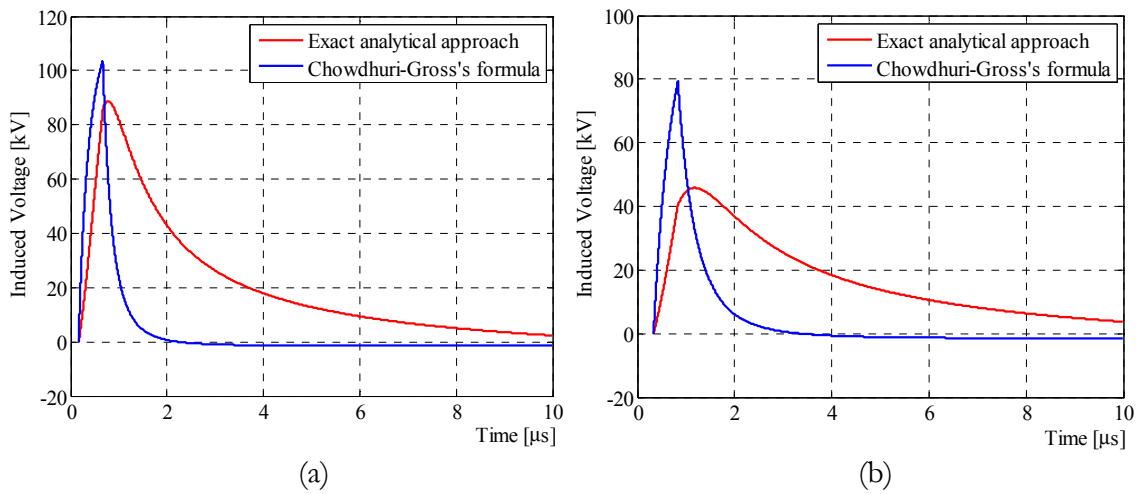 120
100
80
60
40
20
0
-20
Induced Voltage [kV]
Exact analytical approach
Chowdhuri-Gross's formula
0 2 4 6 8 10
Time [μs]
(a)
100
80
60
40
20
0
-20
Induced Voltage [kV]
Exact analytical approach
Chowdhuri-Gross's formula
0 2 4 6 8 10
Time [μs]
(b)